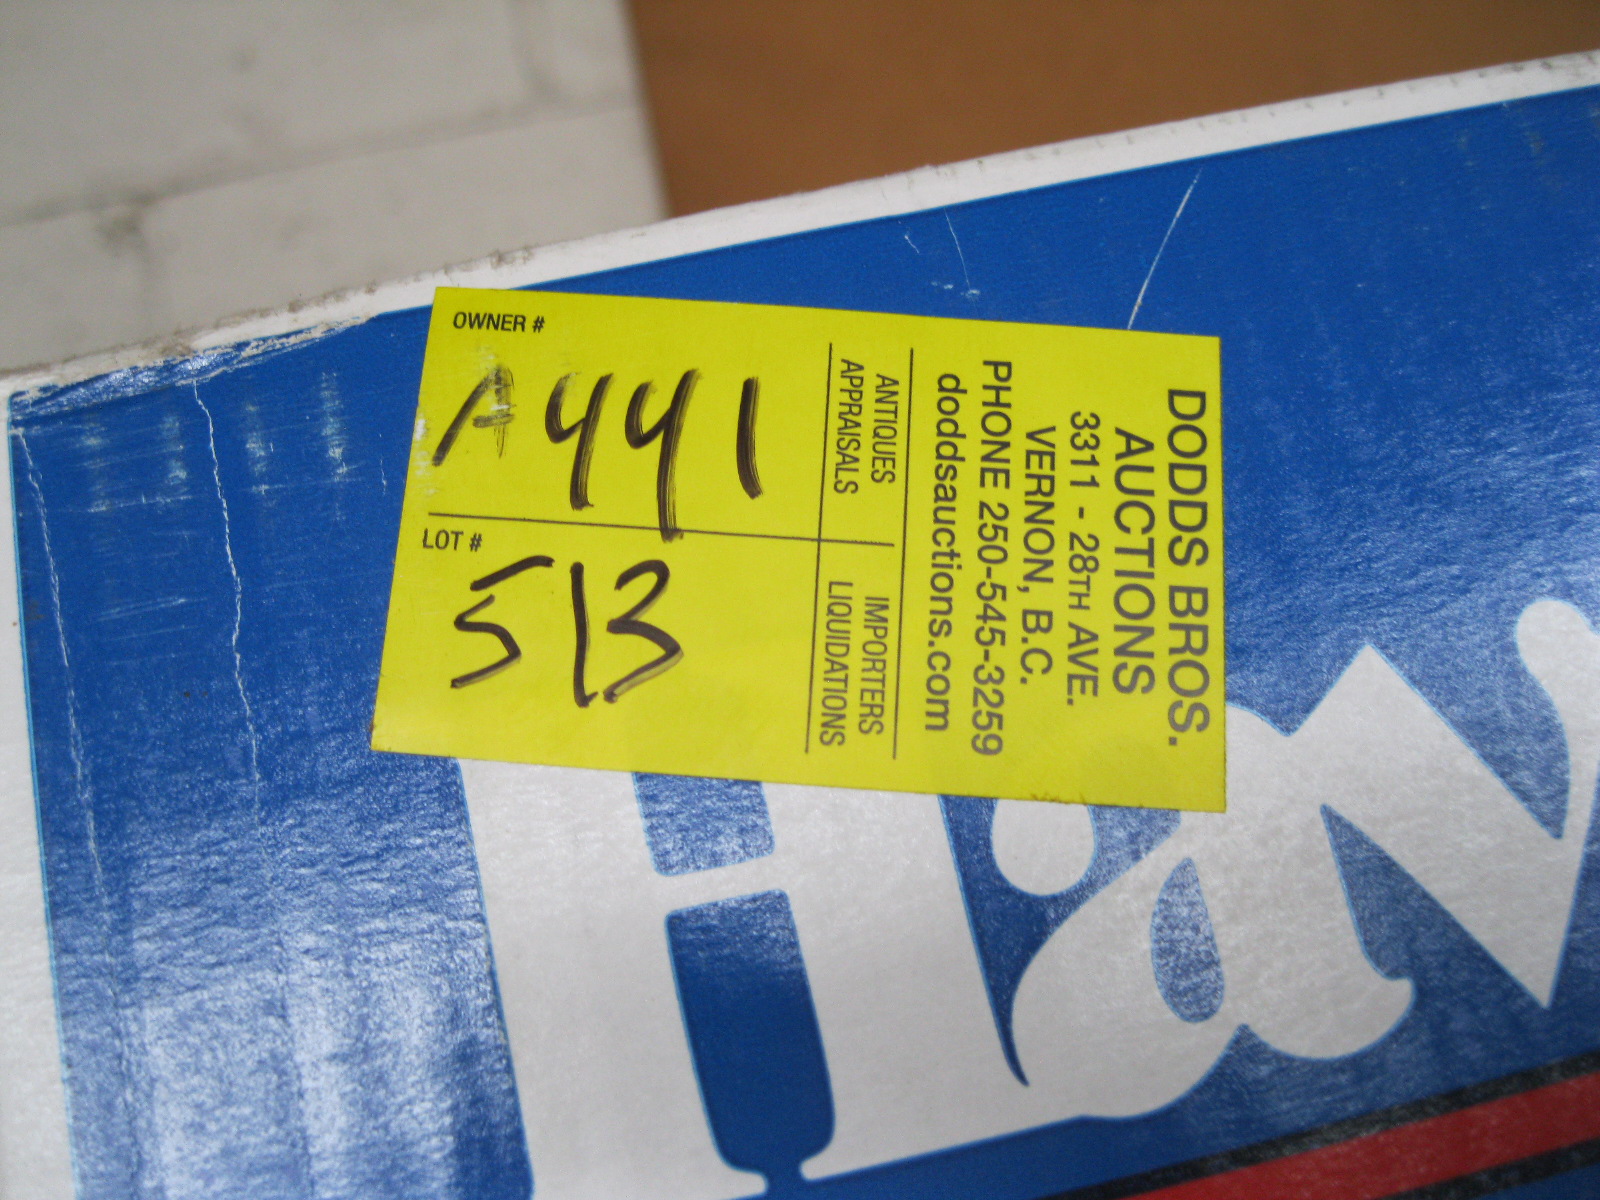 OWNER #
A441
LOT #
513
ANTIQUES
APPRAISALS
IMPORTERS
LIQUIDATIONS
DODDS BROS.
AUCTIONS
3311 - 28TH AVE.
VERNON, B.C.
PHONE 250-545-3259
doddsauctions.com
Hav